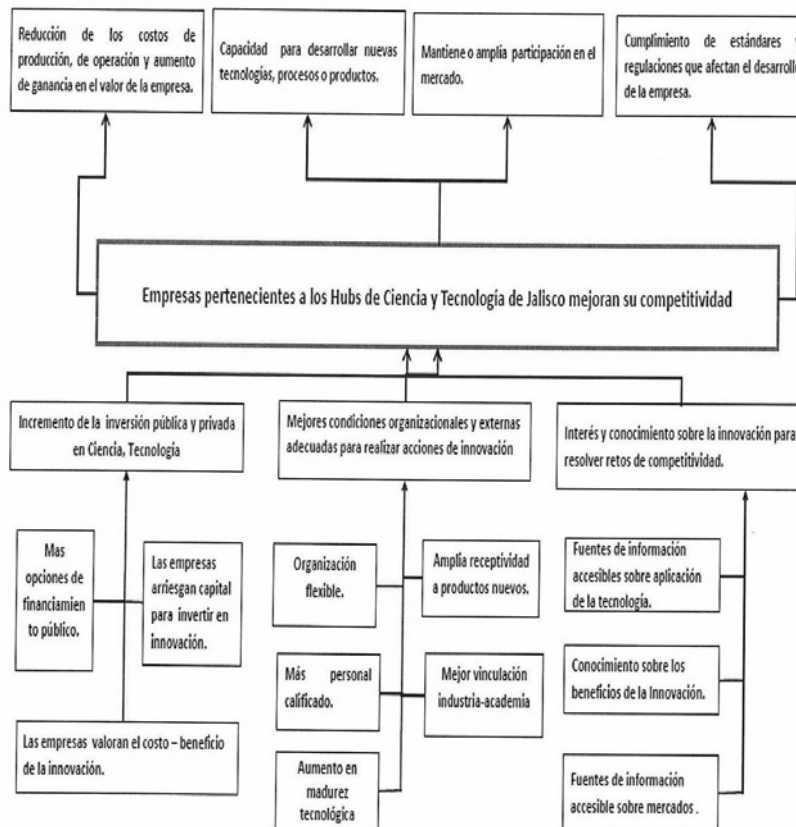 Reducción de los costos de
producción, de operación y aumento
de ganancia en el valor de la empresa.
Capacidad para desarrollar nuevas
tecnologías, procesos o productos.
Mantiene o amplía participación en el
mercado.
Cumplimiento de estándares
regulaciones que afectan el desarrollo
de la empresa.
Empresas pertenecientes a los Hubs de Ciencia y Tecnología de Jalisco mejoran su competitividad
Incremento de la inversión pública y privada
en Ciencia, Tecnología
Mejores condiciones organizacionales y externas
adecuadas para realizar acciones de innovación
Interés y conocimiento sobre la innovación para
resolver retos de competitividad.
Mas
opciones de
financiamien
to público.
Las empresas
arriesgan capital
para invertir en
innovación.
Las empresas valoran el costo – beneficio
de la innovación.
Organización
flexible.
Amplia receptividad
a productos nuevos.
Más personal
calificado.
Mejor vinculación
industria-academia
Aumento en
madurez
tecnológica
Fuentes de información
accesibles sobre aplicación
de la tecnología.
Conocimiento sobre los
beneficios de la Innovación.
Fuentes de información
accesible sobre mercados .